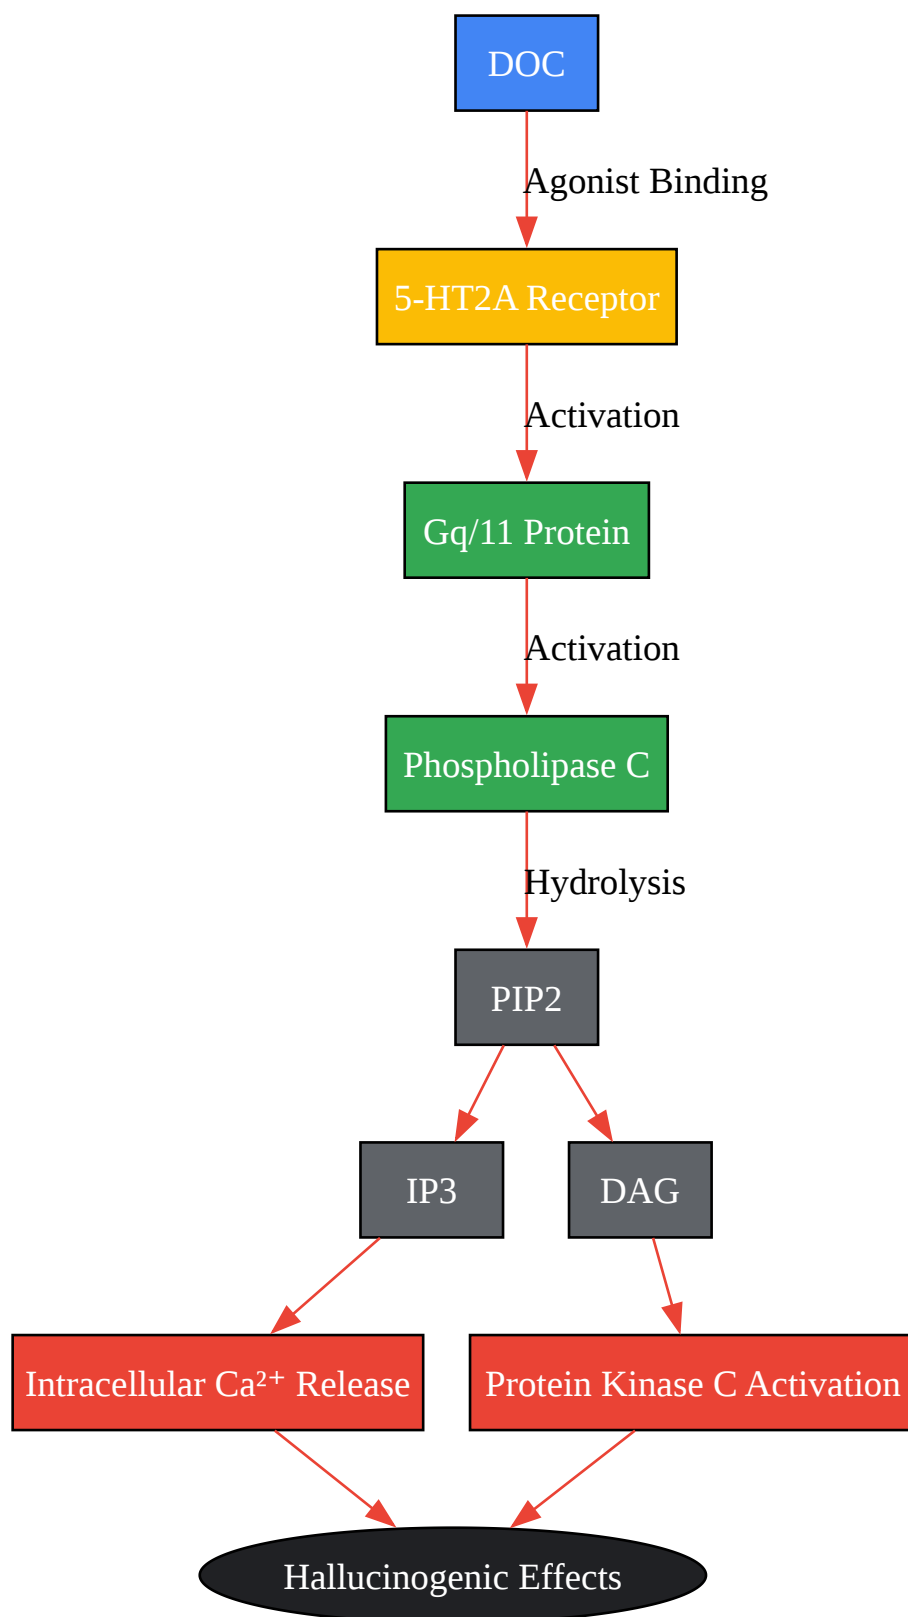 DOC
Agonist Binding
5-HT2A Receptor
Activation
Gq/11 Protein
Activation
Phospholipase C
Hydrolysis
PIP2
IP3
DAG
Intracellular Ca²⁺ Release
Protein Kinase C Activation
Hallucinogenic Effects